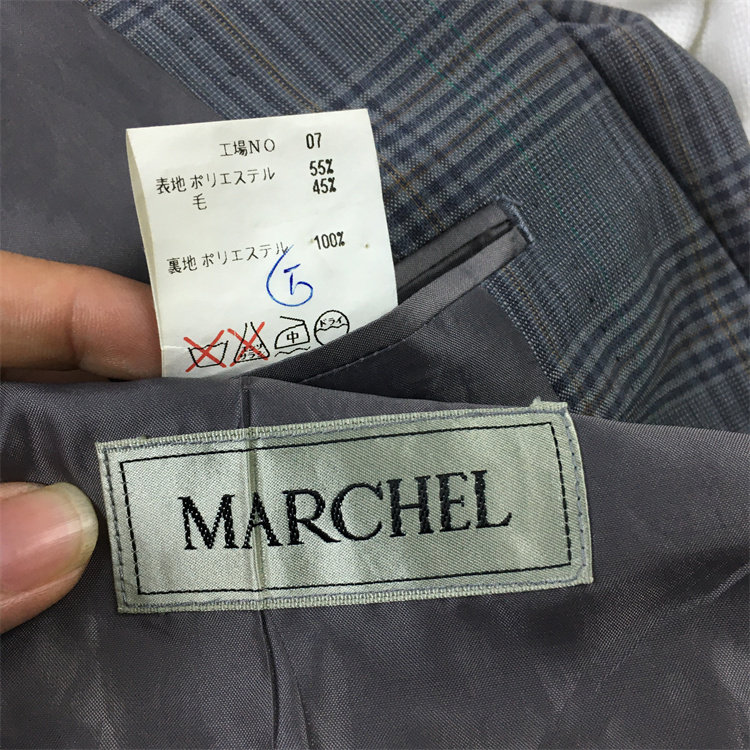 工場NO 07
表地 ポリエステル 55%
毛 45%
裏地 ポリエステル 100%
中 ドライ
MARCHEL